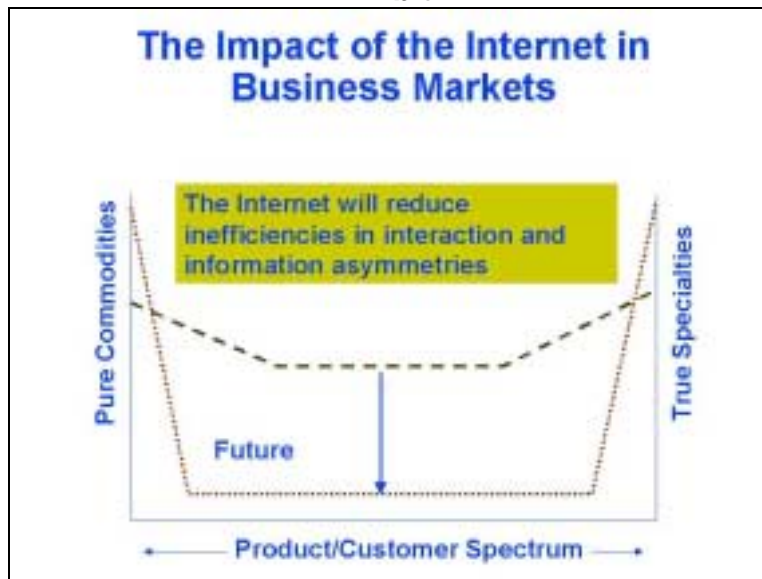 The Impact of the Internet in
Business Markets
The Internet will reduce
inefficiencies in interaction and
information asymmetries
Pure Commodities
True Specialties
Future
Product/Customer Spectrum